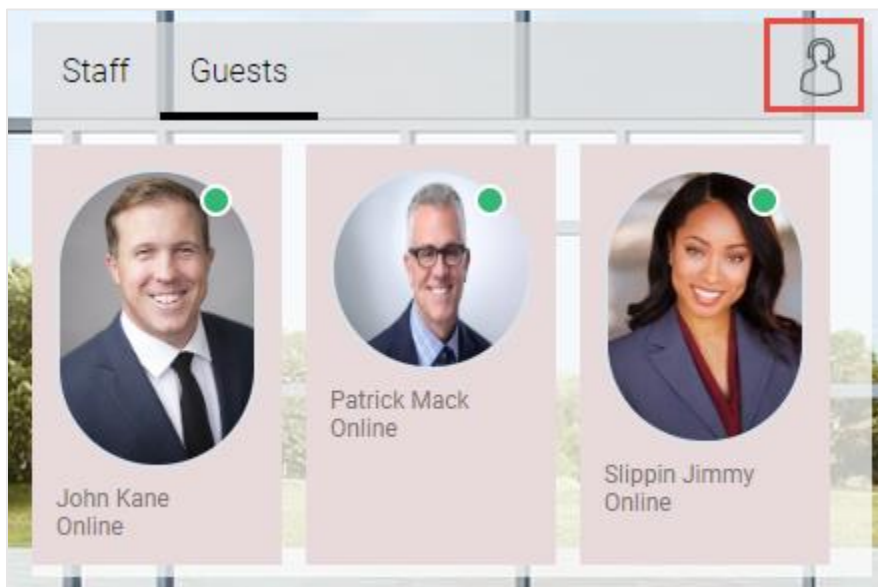 Staff
Guests
John Kane
Online
Patrick Mack
Online
Slippin Jimmy
Online